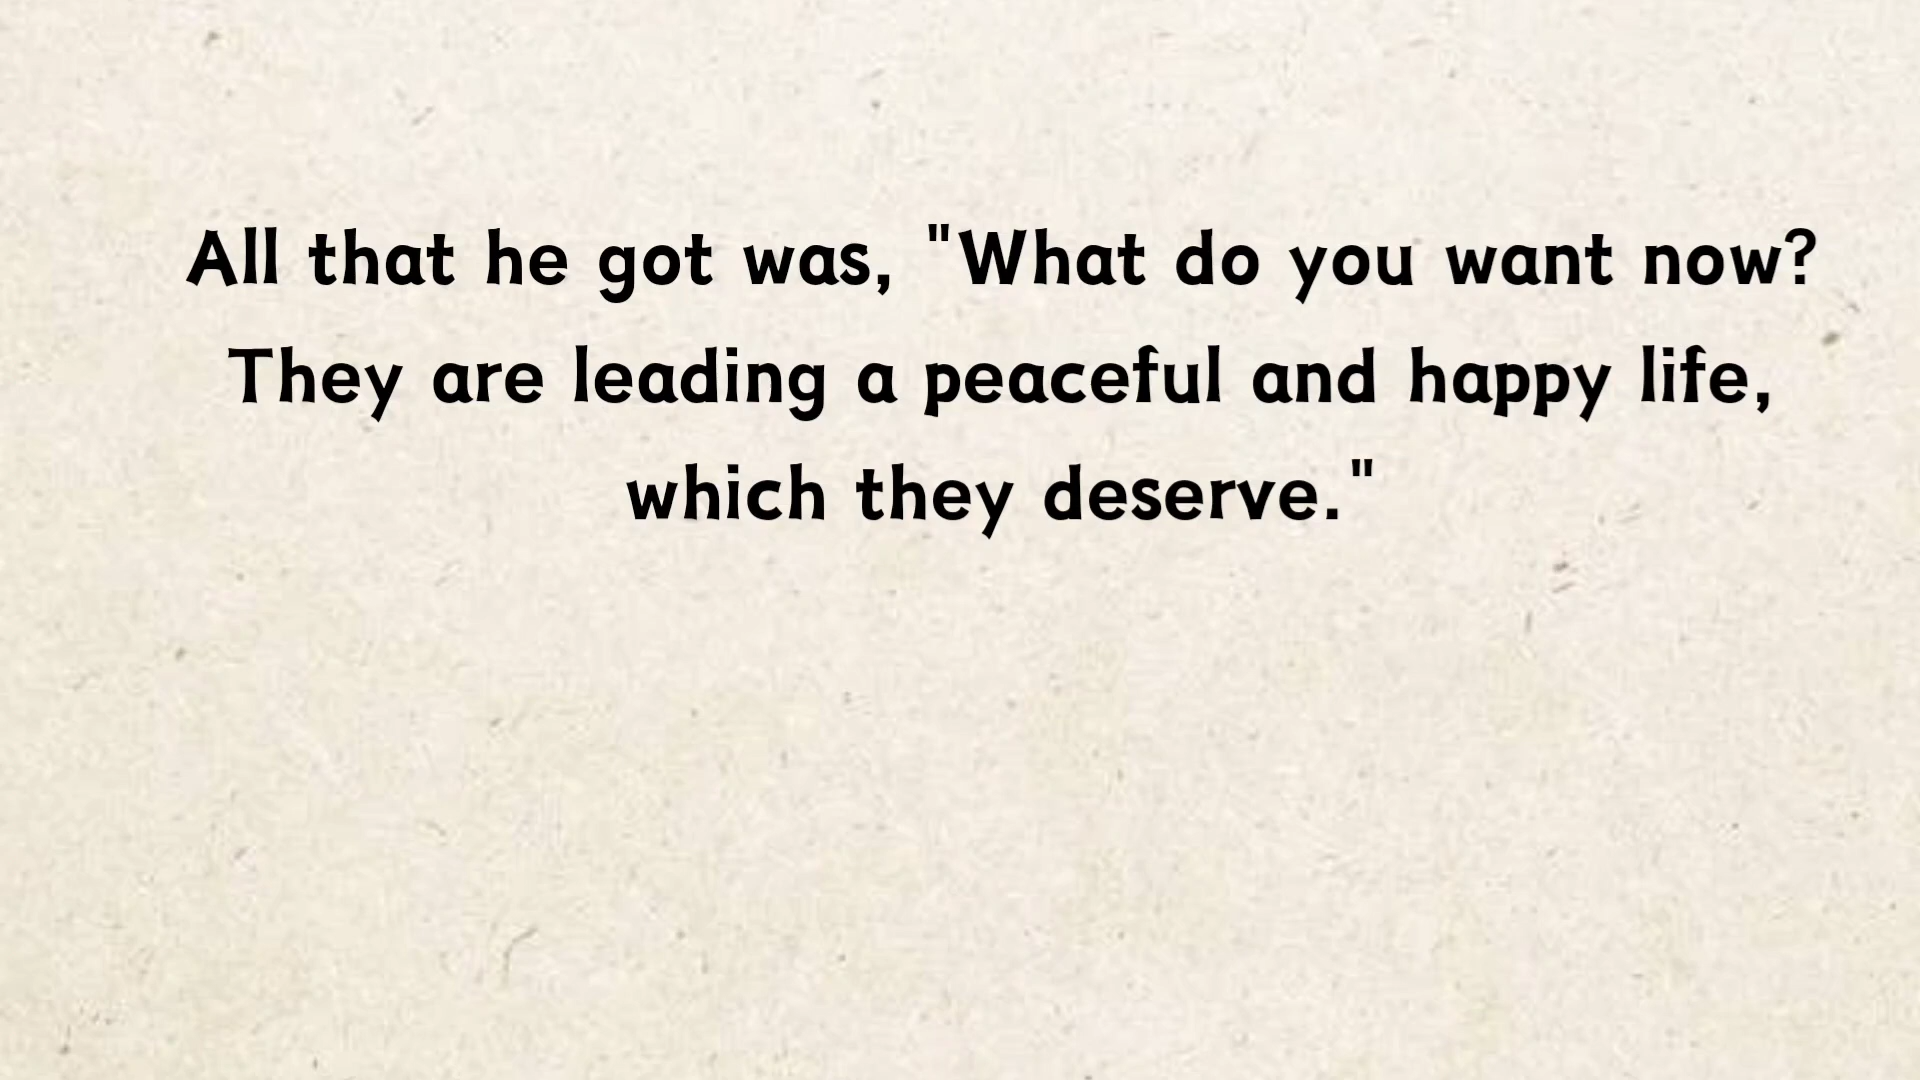 All that he got was, "What do you want now?
They are leading a peaceful and happy life,
which they deserve."